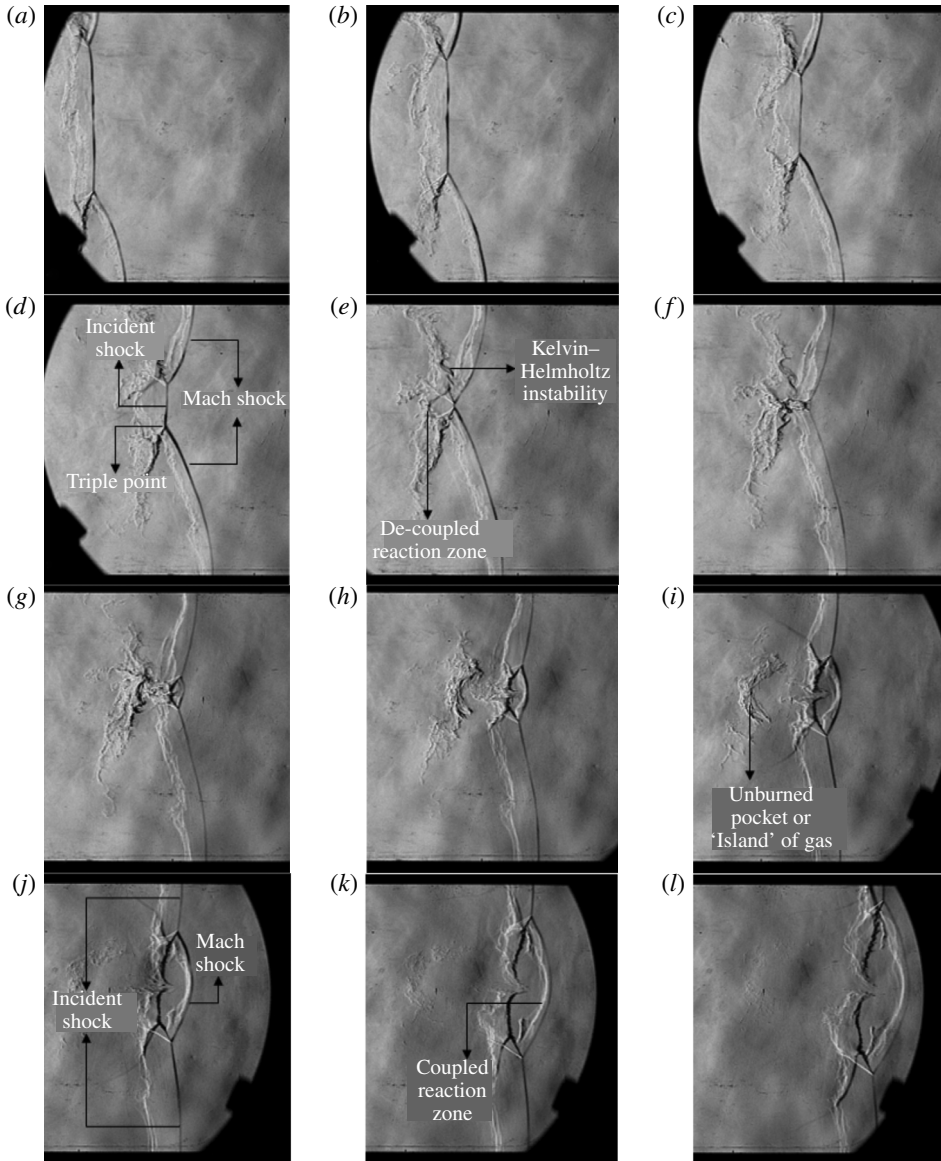 (a)
(b)
(c)
(d)
Incident
shock
Mach shock
Triple point
(e)
Kelvin–
Helmholtz
instability
De-coupled
reaction zone
(f)
(g)
(h)
(i)
Unburned
pocket or
‘Island’ of gas
(j)
Mach
shock
Incident
shock
(k)
Coupled
reaction
zone
(l)